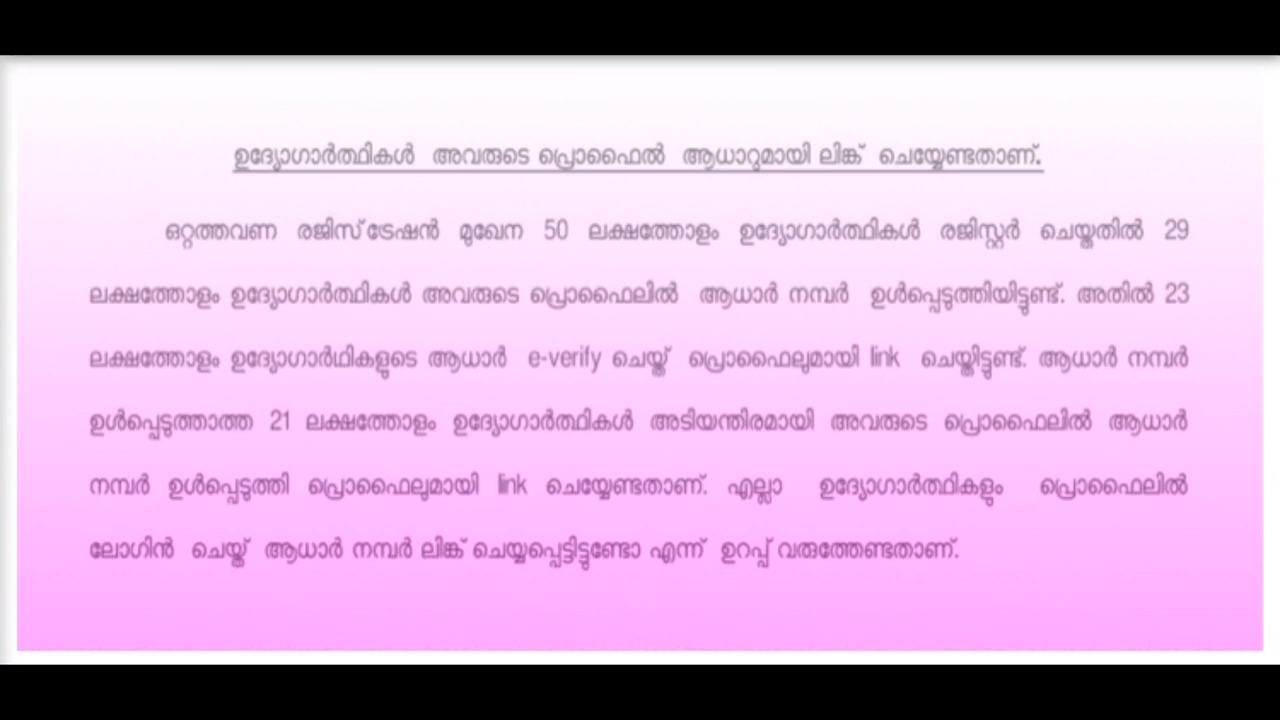 ഉദ്യോഗാർത്ഥികൾ അവരുടെ പ്രൊഫൈൽ ആധാറുമായി ലിങ്ക് ചെയ്യേണ്ടതാണ്.
ഒറ്റത്തവണ രജിസ്ട്രേഷൻ മുഖേന 50 ലക്ഷത്തോളം ഉദ്യോഗാർത്ഥികൾ രജിസ്റ്റർ ചെയ്തതിൽ 29
ലക്ഷത്തോളം ഉദ്യോഗാർത്ഥികൾ അവരുടെ പ്രൊഫൈലിൽ ആധാർ നമ്പർ ഉൾപ്പെടുത്തിയിട്ടുണ്ട്. അതിൽ 23
ലക്ഷത്തോളം ഉദ്യോഗാർഥികളുടെ ആധാർ e-verify ചെയ്ത് പ്രൊഫൈലുമായി link ചെയ്തിട്ടുണ്ട്. ആധാർ നമ്പർ
ഉൾപ്പെടുത്താത്ത 21 ലക്ഷത്തോളം ഉദ്യോഗാർത്ഥികൾ അടിയന്തിരമായി അവരുടെ പ്രൊഫൈലിൽ ആധാർ
നമ്പർ ഉൾപ്പെടുത്തി പ്രൊഫൈലുമായി link ചെയ്യേണ്ടതാണ്. എല്ലാ ഉദ്യോഗാർത്ഥികളും പ്രൊഫൈലിൽ
ലോഗിൻ ചെയ്ത് ആധാർ നമ്പർ ലിങ്ക് ചെയ്യപ്പെട്ടിട്ടുണ്ടോ എന്ന് ഉറപ്പ് വരുത്തേണ്ടതാണ്.